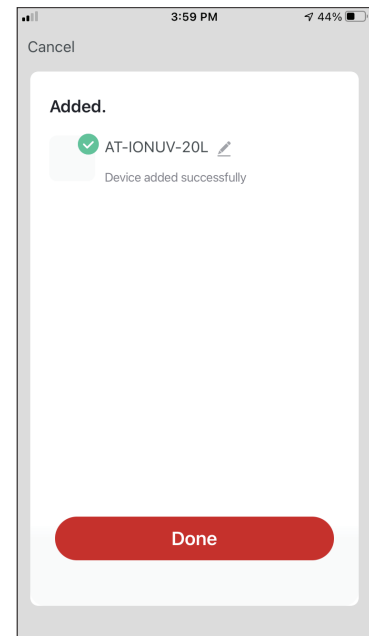 3:59 PM
44%
Cancel
Added.
AT-IONUV-20L
Device added successfully
Done